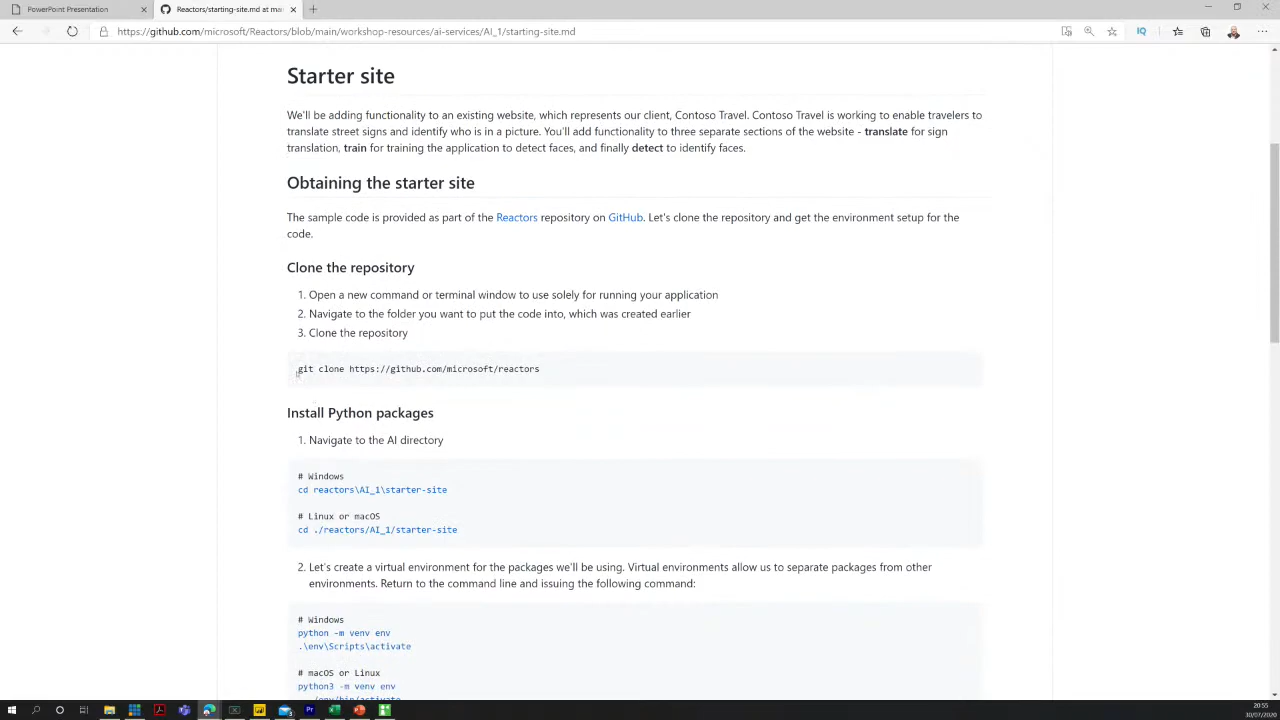 PowerPoint Presentation
Reactors/starting-site.md at ma
https://github.com/microsoft/Reactors/blob/main/workshop-resources/ai-services/AI_1/starting-site.md
Starter site
We'll be adding functionality to an existing website, which represents our client, Contoso Travel. Contoso Travel is working to enable travelers to
translate street signs and identify who is in a picture. You'll add functionality to three separate sections of the website - translate for sign
translation, train for training the application to detect faces, and finally detect to identify faces.
Obtaining the starter site
The sample code is provided as part of the Reactors repository on GitHub. Let's clone the repository and get the environment setup for the
code.
Clone the repository
1. Open a new command or terminal window to use solely for running your application
2. Navigate to the folder you want to put the code into, which was created earlier
3. Clone the repository
git clone https://github.com/microsoft/reactors
Install Python packages
1. Navigate to the AI directory
# Windows
cd reactors\AI_1\starter-site
# Linux or macOS
cd ./reactors/AI_1/starter-site
2. Let's create a virtual environment for the packages we'll be using. Virtual environments allow us to separate packages from other
environments. Return to the command line and issuing the following command:
# Windows
python -m venv env
.\env\Scripts\activate
# macOS or Linux
python3 -m venv env
./env/bin/activate
20:55
30/07/2020